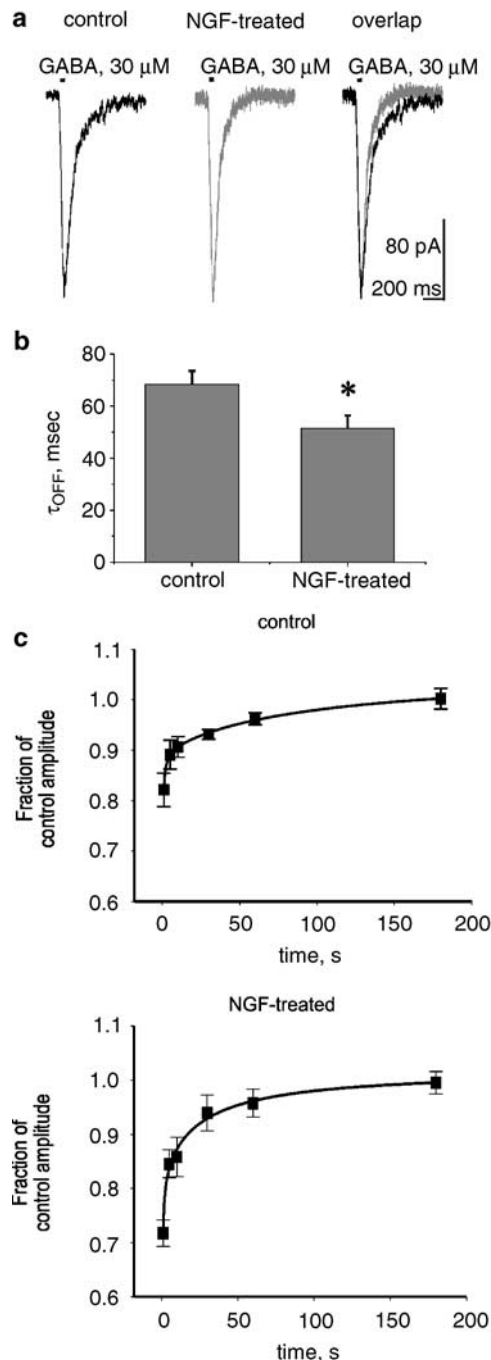 a
control NGF-treated overlap
GABA, 30 μM GABA, 30 μM GABA, 30 μM
80 pA
200 ms
b
80
60
40
20
0
τOFF, msec
*
control NGF-treated
c
control
1.1
1.0
0.9
0.8
0.7
0.6
Fraction of
control amplitude
0 50 100 150 200
time, s
NGF-treated
1.1
1.0
0.9
0.8
0.7
0.6
Fraction of
control amplitude
0 50 100 150 200
time, s